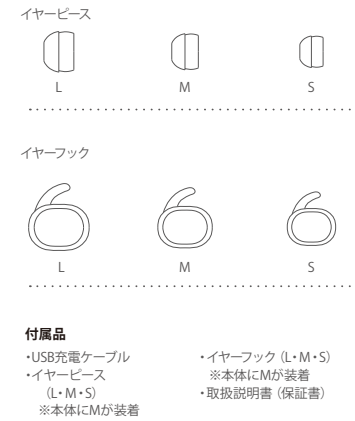 イヤーピース
L M S
イヤーフック
L M S
付属品
・USB充電ケーブル
・イヤーピース
（L・M・S）
※本体にMが装着
・イヤーフック（L・M・S）
※本体にMが装着
・取扱説明書（保証書）